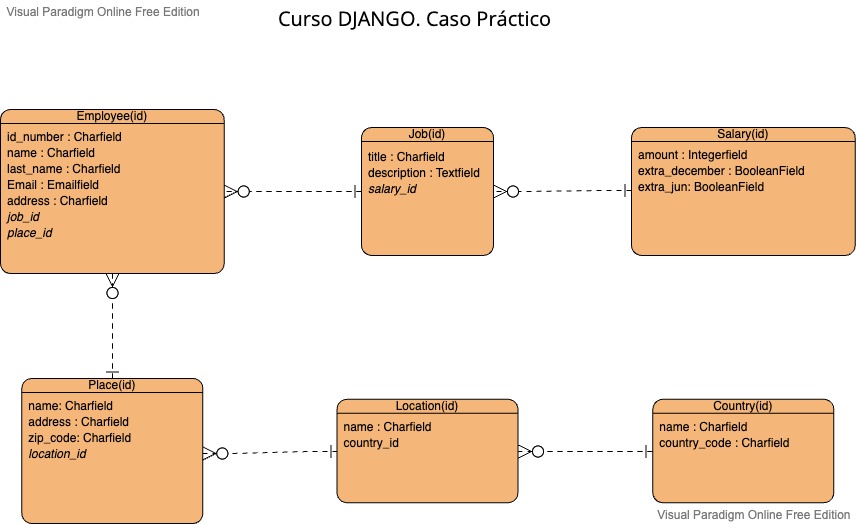 Visual Paradigm Online Free Edition
Curso DJANGO. Caso Práctico
Employee(id)
id_number : Charfield
name : Charfield
last_name : Charfield
Email : Emailfield
address : Charfield
job_id
place_id
Job(id)
title : Charfield
description : Textfield
salary_id
Salary(id)
amount : Integerfield
extra_december : BooleanField
extra_jun: BooleanField
Place(id)
name: Charfield
address : Charfield
zip_code: Charfield
location_id
Location(id)
name : Charfield
country_id
Country(id)
name : Charfield
country_code : Charfield
Visual Paradigm Online Free Edition